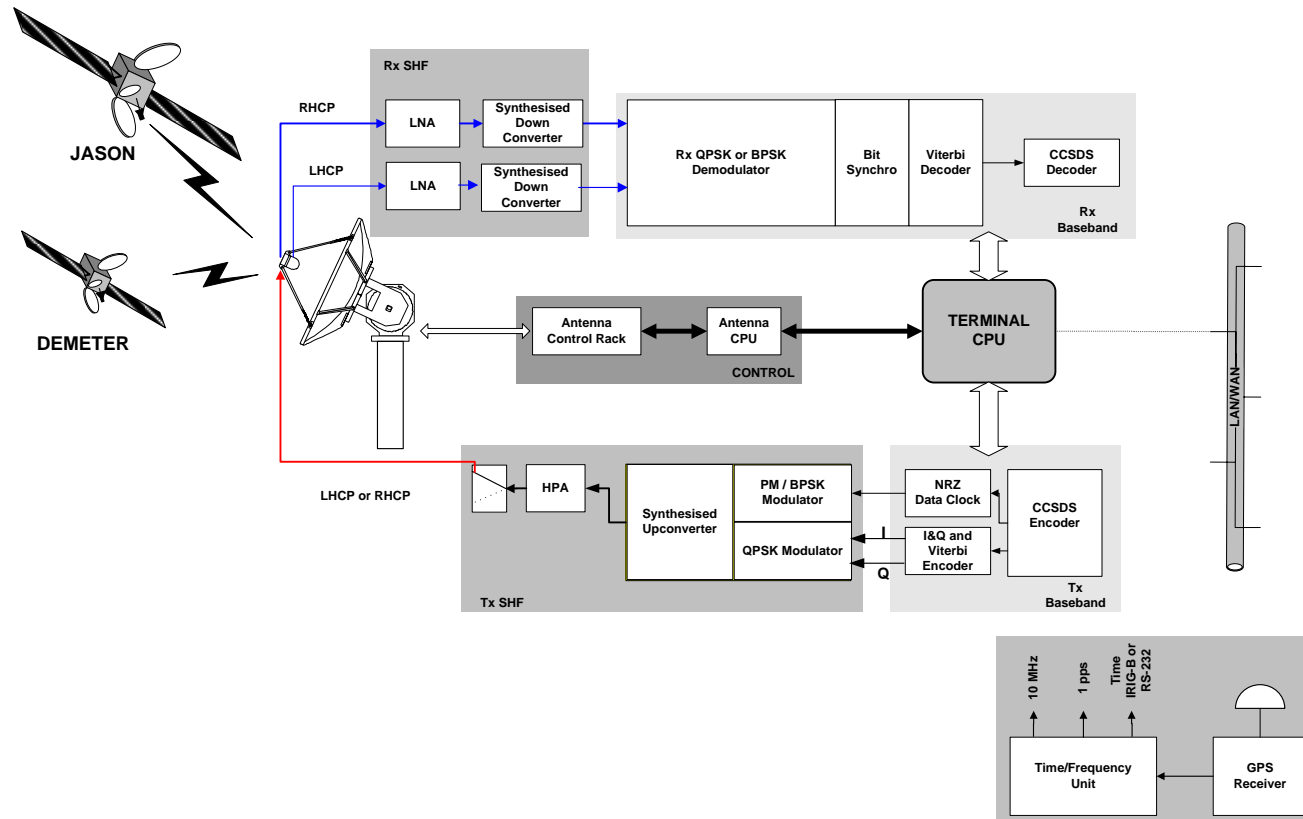 Rx SHF
RHCP
LNA
Synthesised
Down
Converter
JASON
LHCP
LNA
Synthesised
Down
Converter
Rx QPSK or BPSK
Demodulator
Bit
Synchro
Viterbi
Decoder
CCSDS
Decoder
Rx
Baseband
DEMETER
Antenna
Control Rack
Antenna
CPU
CONTROL
TERMINAL
CPU
LAN/WAN
LHCP or RHCP
HPA
Synthesised
Upconverter
PM / BPSK
Modulator
QPSK Modulator
I
Q
NRZ
Data Clock
I&Q and
Viterbi
Encoder
CCSDS
Encoder
Tx SHF
Tx
Baseband
10 MHz
1 pps
Time
IRIG-B or
RS-232
Time/Frequency
Unit
GPS
Receiver